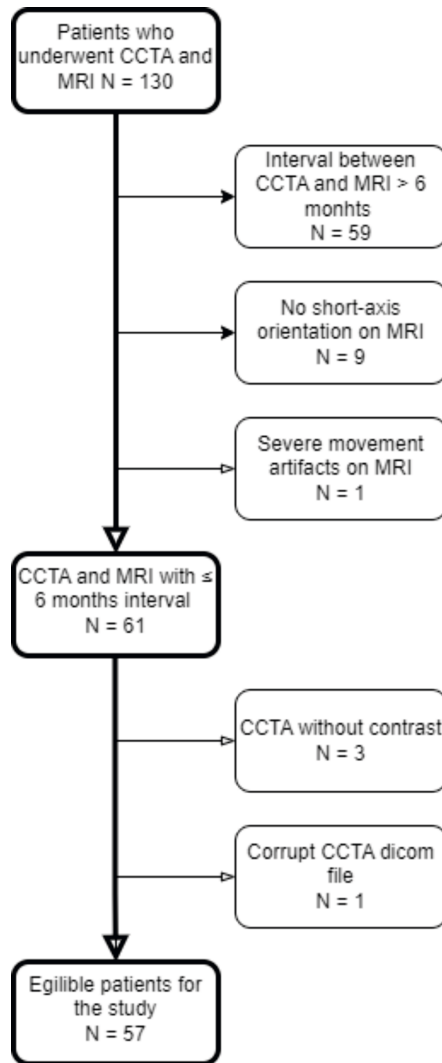 Patients who
underwent CCTA and
MRI N = 130
Interval between
CCTA and MRI > 6
monhts
N = 59
No short-axis
orientation on MRI
N = 9
Severe movement
artifacts on MRI
N = 1
CCTA and MRI with ≤
6 months interval
N = 61
CCTA without contrast
N = 3
Corrupt CCTA dicom
file
N = 1
Egilible patients for
the study
N = 57